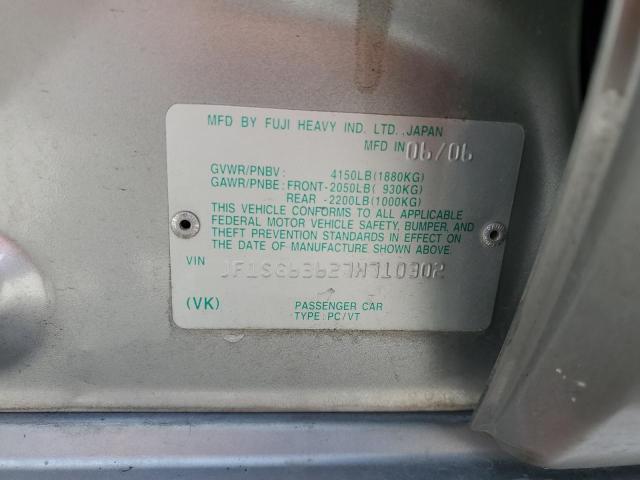 MFD BY FUJI HEAVY IND. LTD.,JAPAN
MFD IN 06/06
GVWR/PNBV: 4150LB(1880KG)
GAWR/PNBE: FRONT-2050LB( 930KG)
REAR -2200LB(1000KG)
THIS VEHICLE CONFORMS TO ALL APPLICABLE
FEDERAL MOTOR VEHICLE SAFETY, BUMPER, AND
THEFT PREVENTION STANDARDS IN EFFECT ON
THE DATE OF MANUFACTURE SHOWN ABOVE.
VIN JF1SG63627H710302
(VK) PASSENGER CAR
TYPE: PC/VT